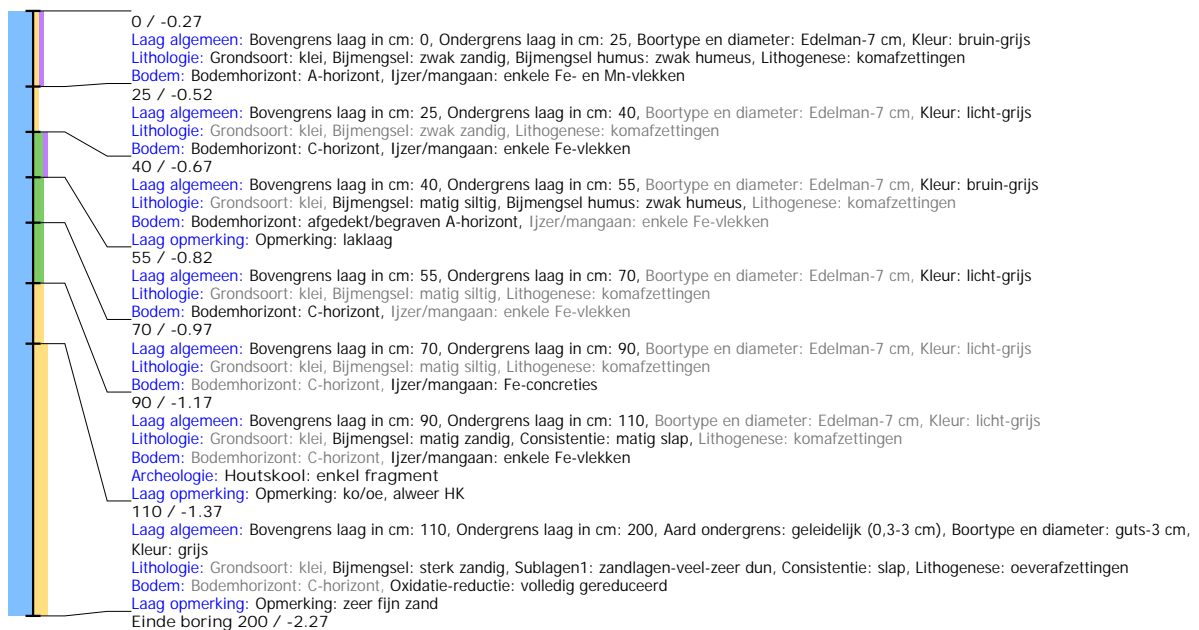 0 / -0.27
Laag algemeen: Bovengrens laag in cm: 0, Ondergrens laag in cm: 25, Boortype en diameter: Edelman-7 cm, Kleur: bruin-grijs
Lithologie: Grondsoort: klei, Bijmengsel: zwak zandig, Bijmengsel humus: zwak humeus, Lithogenese: komafzettingen
Bodem: Bodemhorizont: A-horizont, Ijzer/mangaan: enkele Fe- en Mn-vlekken
25 / -0.52
Laag algemeen: Bovengrens laag in cm: 25, Ondergrens laag in cm: 40, Boortype en diameter: Edelman-7 cm, Kleur: licht-grijs
Lithologie: Grondsoort: klei, Bijmengsel: zwak zandig, Lithogenese: komafzettingen
Bodem: Bodemhorizont: C-horizont, Ijzer/mangaan: enkele Fe-vlekken
40 / -0.67
Laag algemeen: Bovengrens laag in cm: 40, Ondergrens laag in cm: 55, Boortype en diameter: Edelman-7 cm, Kleur: bruin-grijs
Lithologie: Grondsoort: klei, Bijmengsel: matig siltig, Bijmengsel humus: zwak humeus, Lithogenese: komafzettingen
Bodem: Bodemhorizont: afgedekt/begraven A-horizont, Ijzer/mangaan: enkele Fe-vlekken
Laag opmerking: Opmerking: laklaag
55 / -0.82
Laag algemeen: Bovengrens laag in cm: 55, Ondergrens laag in cm: 70, Boortype en diameter: Edelman-7 cm, Kleur: licht-grijs
Lithologie: Grondsoort: klei, Bijmengsel: matig siltig, Lithogenese: komafzettingen
Bodem: Bodemhorizont: C-horizont, Ijzer/mangaan: enkele Fe-vlekken
70 / -0.97
Laag algemeen: Bovengrens laag in cm: 70, Ondergrens laag in cm: 90, Boortype en diameter: Edelman-7 cm, Kleur: licht-grijs
Lithologie: Grondsoort: klei, Bijmengsel: matig siltig, Lithogenese: komafzettingen
Bodem: Bodemhorizont: C-horizont, Ijzer/mangaan: Fe-concreties
90 / -1.17
Laag algemeen: Bovengrens laag in cm: 90, Ondergrens laag in cm: 110, Boortype en diameter: Edelman-7 cm, Kleur: licht-grijs
Lithologie: Grondsoort: klei, Bijmengsel: matig zandig, Consistentie: matig slap, Lithogenese: komafzettingen
Bodem: Bodemhorizont: C-horizont, Ijzer/mangaan: enkele Fe-vlekken
Archeologie: Houtskool: enkel fragment
Laag opmerking: Opmerking: ko/oe, alweer HK
110 / -1.37
Laag algemeen: Bovengrens laag in cm: 110, Ondergrens laag in cm: 200, Aard ondergrens: geleidelijk (0,3-3 cm), Boortype en diameter: guts-3 cm,
Kleur: grijs
Lithologie: Grondsoort: klei, Bijmengsel: sterk zandig, Sublagen1: zandlagen-veel-zeer dun, Consistentie: slap, Lithogenese: oeverafzettingen
Bodem: Bodemhorizont: C-horizont, Oxidatie-reductie: volledig gereduceerd
Laag opmerking: Opmerking: zeer fijn zand
Einde boring 200 / -2.27